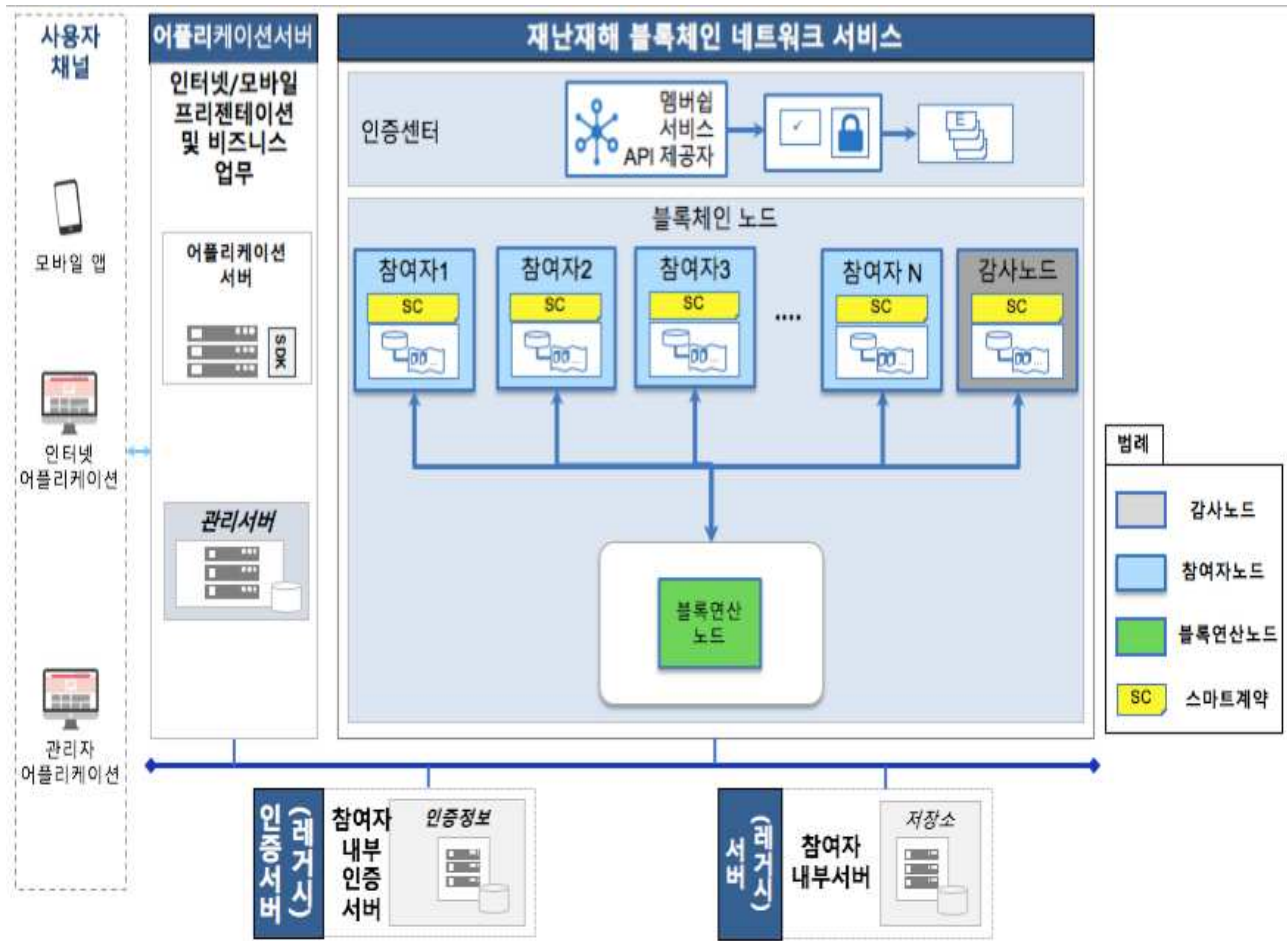 사용자
채널
모바일 앱
인터넷
어플리케이션
관리자
어플리케이션
어플리케이션서버
인터넷/모바일
프리젠테이션
및 비즈니스
업무
어플리케이션
서버
SDK
관리서버
재난재해 블록체인 네트워크 서비스
인증센터
멤버쉽
서비스
API 제공자
E
블록체인 노드
참여자1
SC
참여자2
SC
참여자3
SC
....
참여자 N
SC
감사노드
SC
블록연산
노드
범례
감사노드
참여자노드
블록연산노드
SC
스마트계약
인증서버
(레거시)
참여자
내부
인증
서버
인증정보
서버
(레거시)
참여자
내부서버
저장소